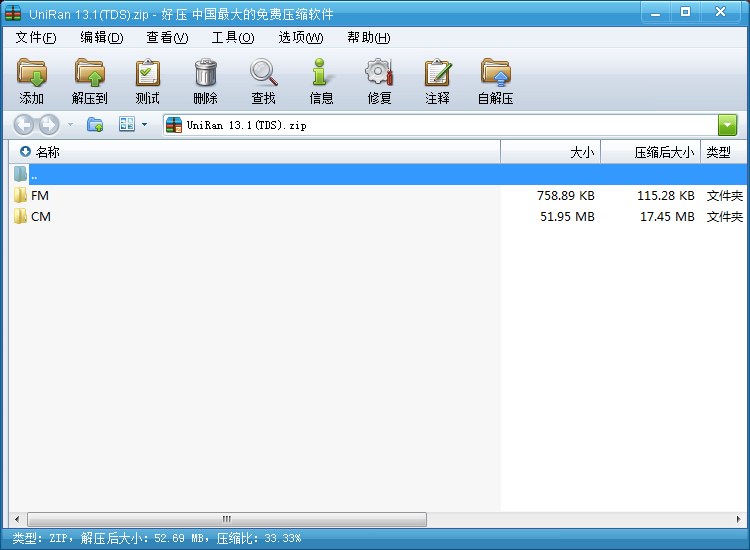 UniRan 13.1(TDS).zip - 好压 中国最大的免费压缩软件
文件(F) 编辑(D) 查看(V) 工具(O) 选项(W) 帮助(H)
添加 解压到 测试 删除 查找 信息 修复 注释 自解压
UniRan 13.1(TDS).zip
名称 大小 压缩后大小 类型
..
FM 758.89 KB 115.28 KB 文件夹
CM 51.95 MB 17.45 MB 文件夹
类型: ZIP, 解压后大小: 52.69 MB, 压缩比: 33.33%